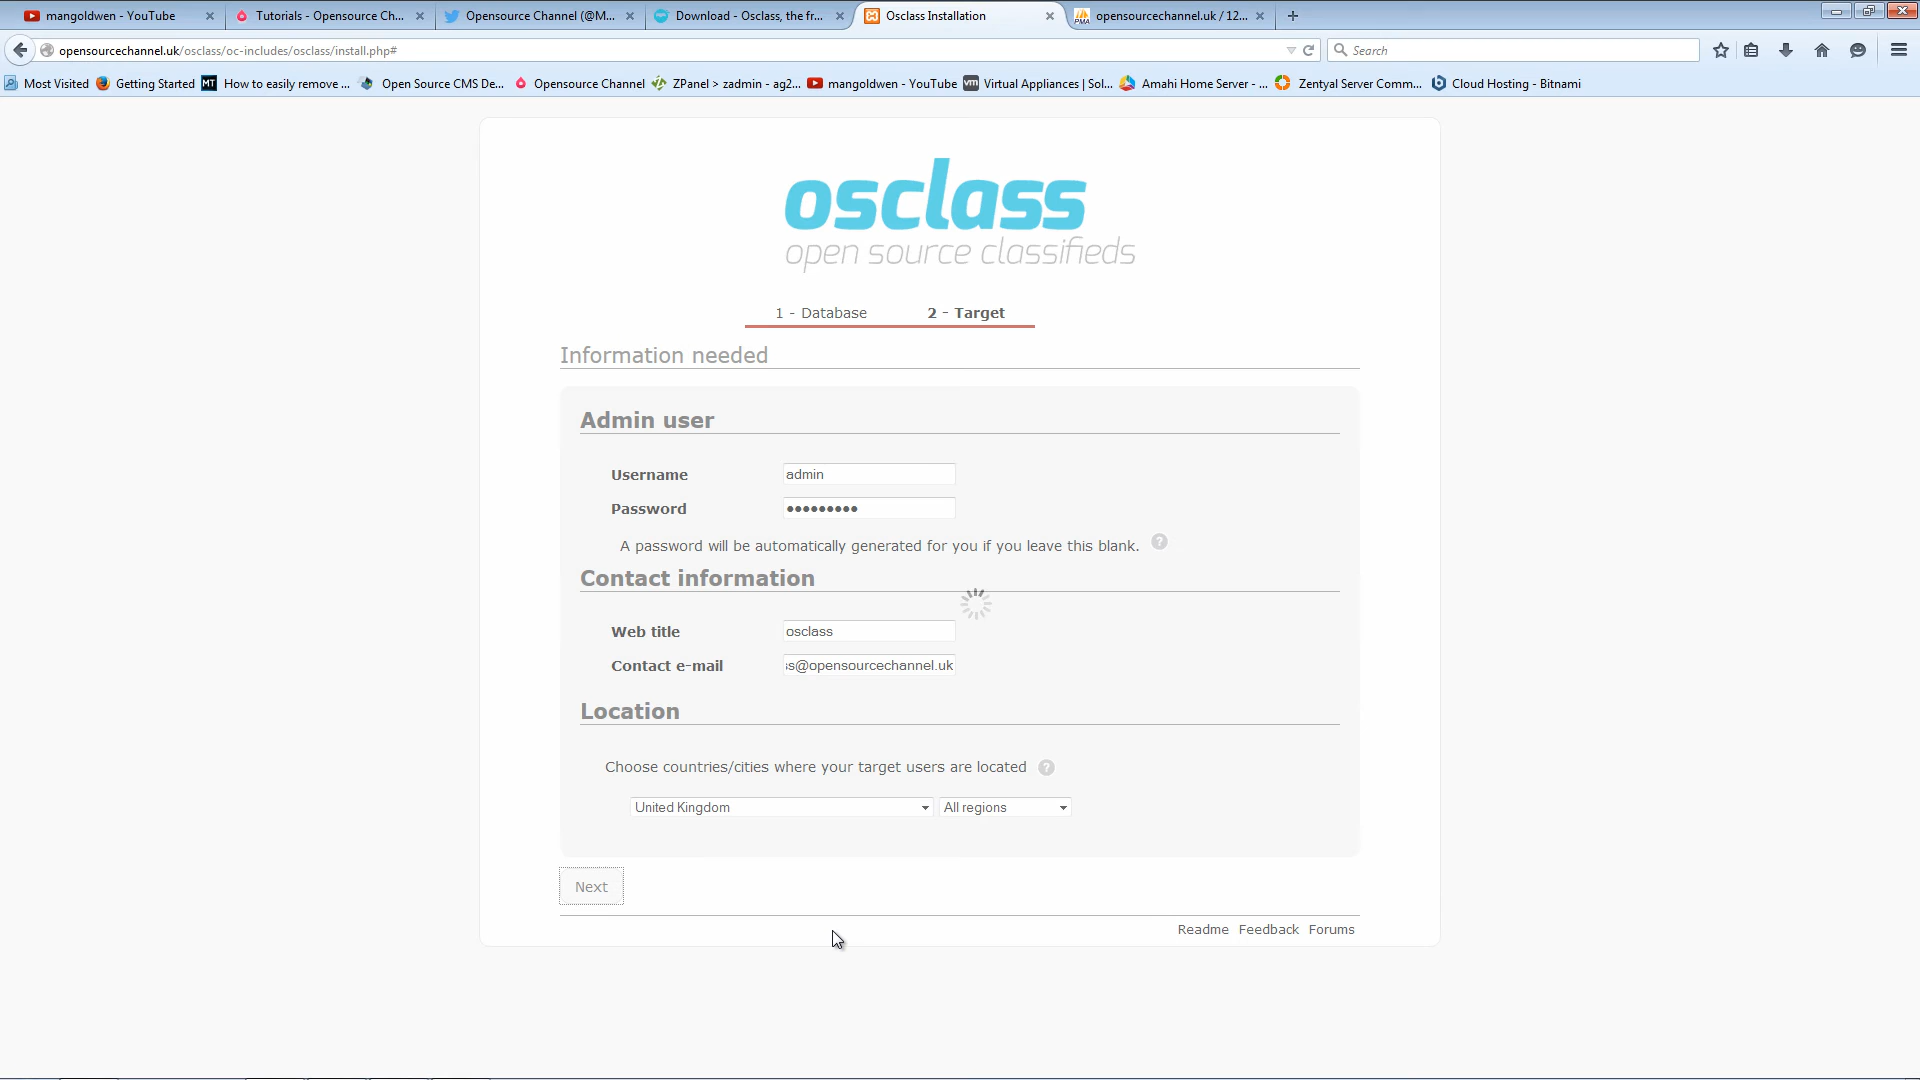 mangoldwen - YouTube
Tutorials - Opensource Ch...
Opensource Channel (@M...
Download - Osclass, the fr...
Osclass Installation
opensourcechannel.uk / 12...
opensourcechannel.uk/osclass/oc-includes/osclass/install.php#
Search
Most Visited
Getting Started
MT
How to easily remove ...
Open Source CMS De...
Opensource Channel
ZPanel > zadmin - ag2...
mangoldwen - YouTube
vm
Virtual Appliances | Sol...
Amahi Home Server - ...
Zentyal Server Comm...
Cloud Hosting - Bitnami
osclass
open source classifieds
1 - Database
2 - Target
Information needed
Admin user
Username
admin
Password
•••••••••
A password will be automatically generated for you if you leave this blank.
?
Contact information
Web title
osclass
Contact e-mail
ss@opensourcechannel.uk
Location
Choose countries/cities where your target users are located
?
United Kingdom
All regions
Next
Readme Feedback Forums